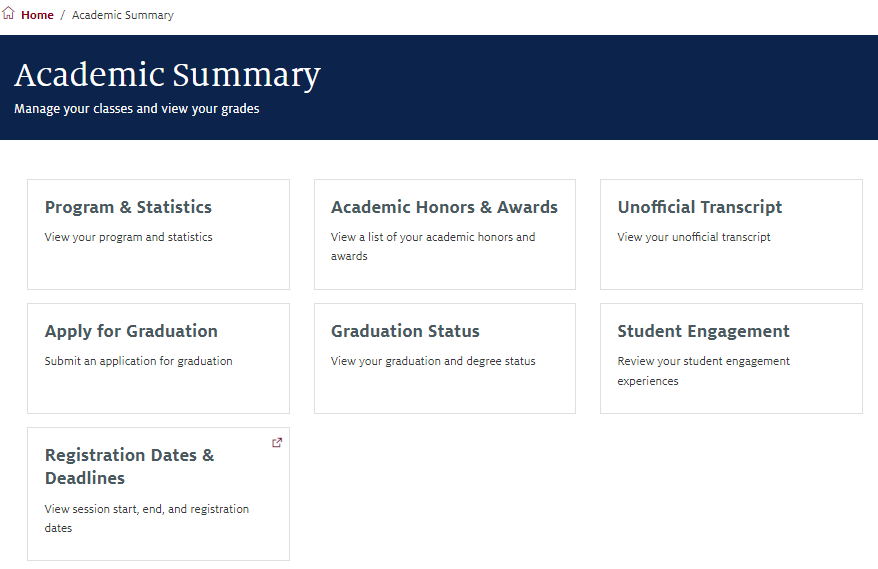 Home / Academic Summary
Academic Summary
Manage your classes and view your grades
Program & Statistics
View your program and statistics
Academic Honors & Awards
View a list of your academic honors and
awards
Unofficial Transcript
View your unofficial transcript
Apply for Graduation
Submit an application for graduation
Graduation Status
View your graduation and degree status
Student Engagement
Review your student engagement
experiences
Registration Dates &
Deadlines
View session start, end, and registration
dates